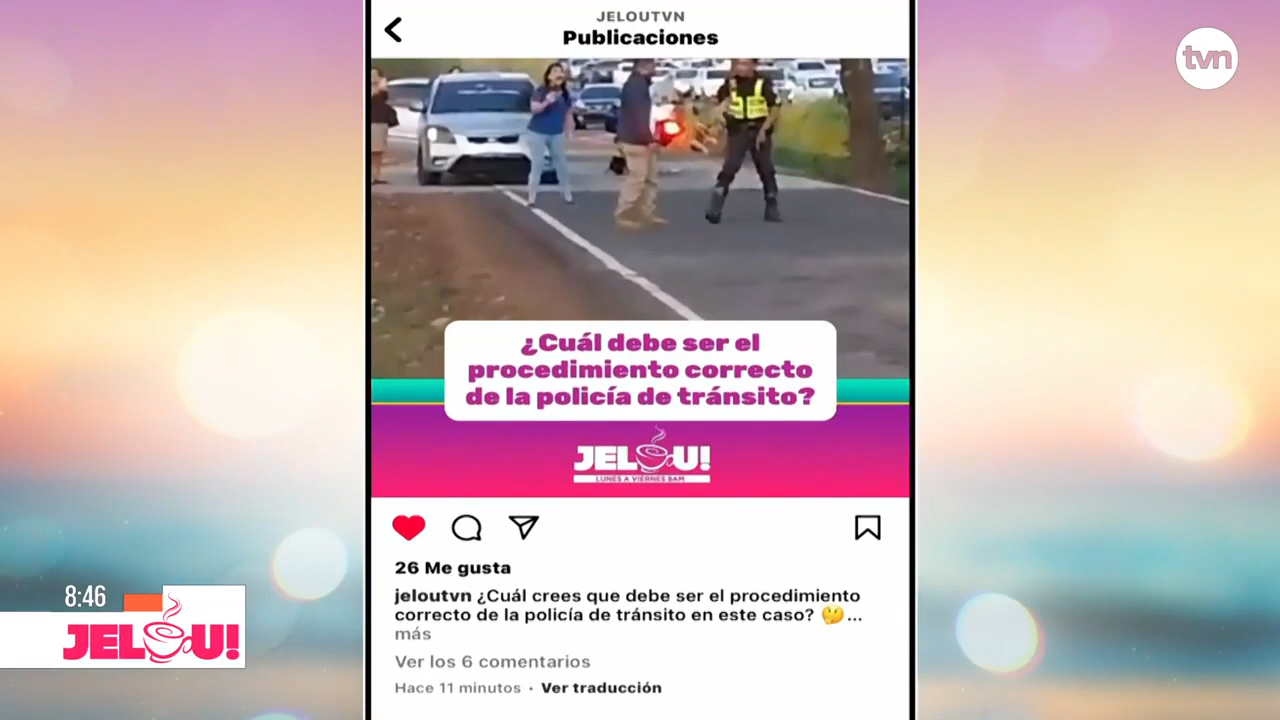 JELOUTVN
Publicaciones
tvn
¿Cuál debe ser el
procedimiento correcto
de la policía de tránsito?
JELOU!
LUNES A VIERNES 8AM
26 Me gusta
jeloutvn ¿Cuál crees que debe ser el procedimiento
correcto de la policía de tránsito en este caso? 🤔...
más
Ver los 6 comentarios
Hace 11 minutos · Ver traducción
8:46
JELOU!